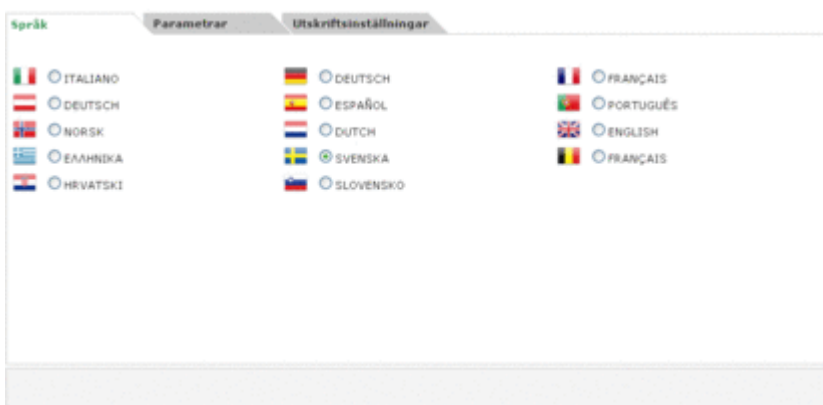 Språk Parametrar Utskriftsinställningar
ITALIANO DEUTSCH FRANÇAIS
DEUTSCH ESPAÑOL PORTUGUÊS
NORSK DUTCH ENGLISH
ΕΛΛΗΝΙΚΑ SVENSKA FRANÇAIS
HRVATSKI SLOVENSKO